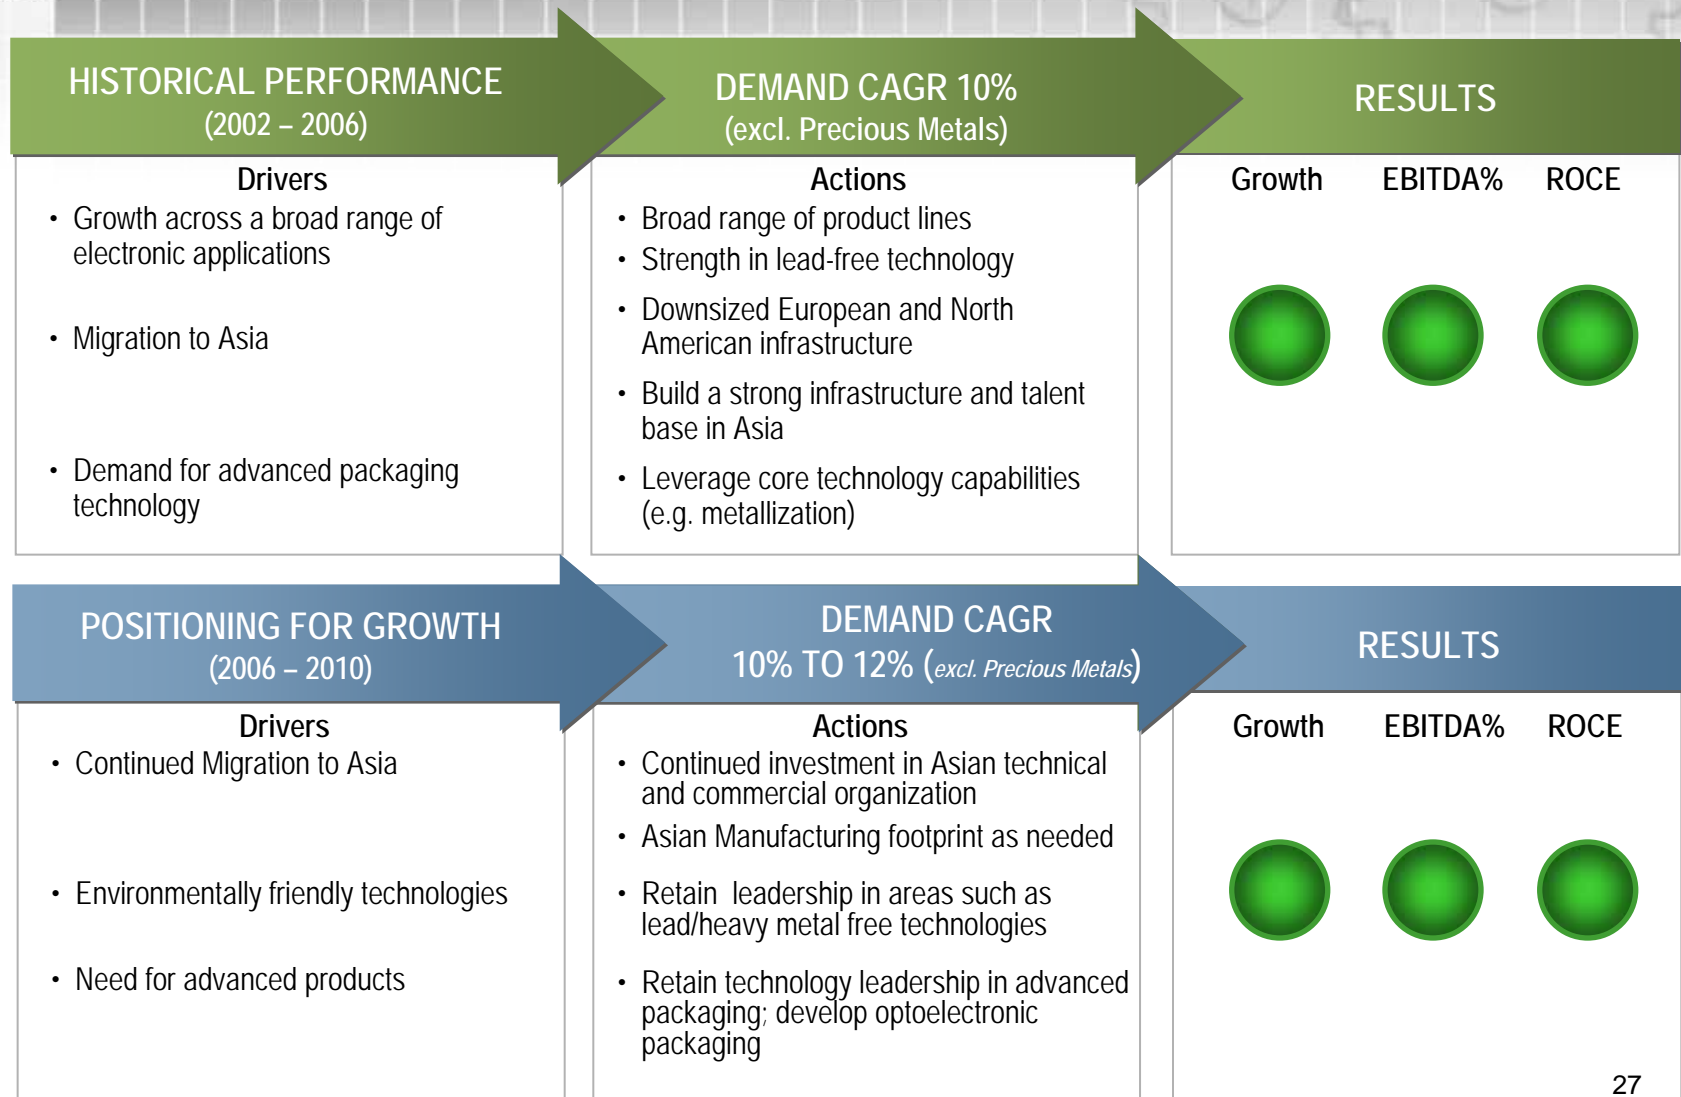 HISTORICAL PERFORMANCE
(2002 – 2006)
DEMAND CAGR 10%
(excl. Precious Metals)
RESULTS
Drivers
• Growth across a broad range of
electronic applications
• Migration to Asia
• Demand for advanced packaging
technology
Actions
• Broad range of product lines
• Strength in lead-free technology
• Downsized European and North
American infrastructure
• Build a strong infrastructure and talent
base in Asia
• Leverage core technology capabilities
(e.g. metallization)
Growth EBITDA% ROCE
POSITIONING FOR GROWTH
(2006 – 2010)
DEMAND CAGR
10% TO 12% (excl. Precious Metals)
RESULTS
Drivers
• Continued Migration to Asia
• Environmentally friendly technologies
• Need for advanced products
Actions
• Continued investment in Asian technical
and commercial organization
• Asian Manufacturing footprint as needed
• Retain leadership in areas such as
lead/heavy metal free technologies
• Retain technology leadership in advanced
packaging; develop optoelectronic
packaging
Growth EBITDA% ROCE
27